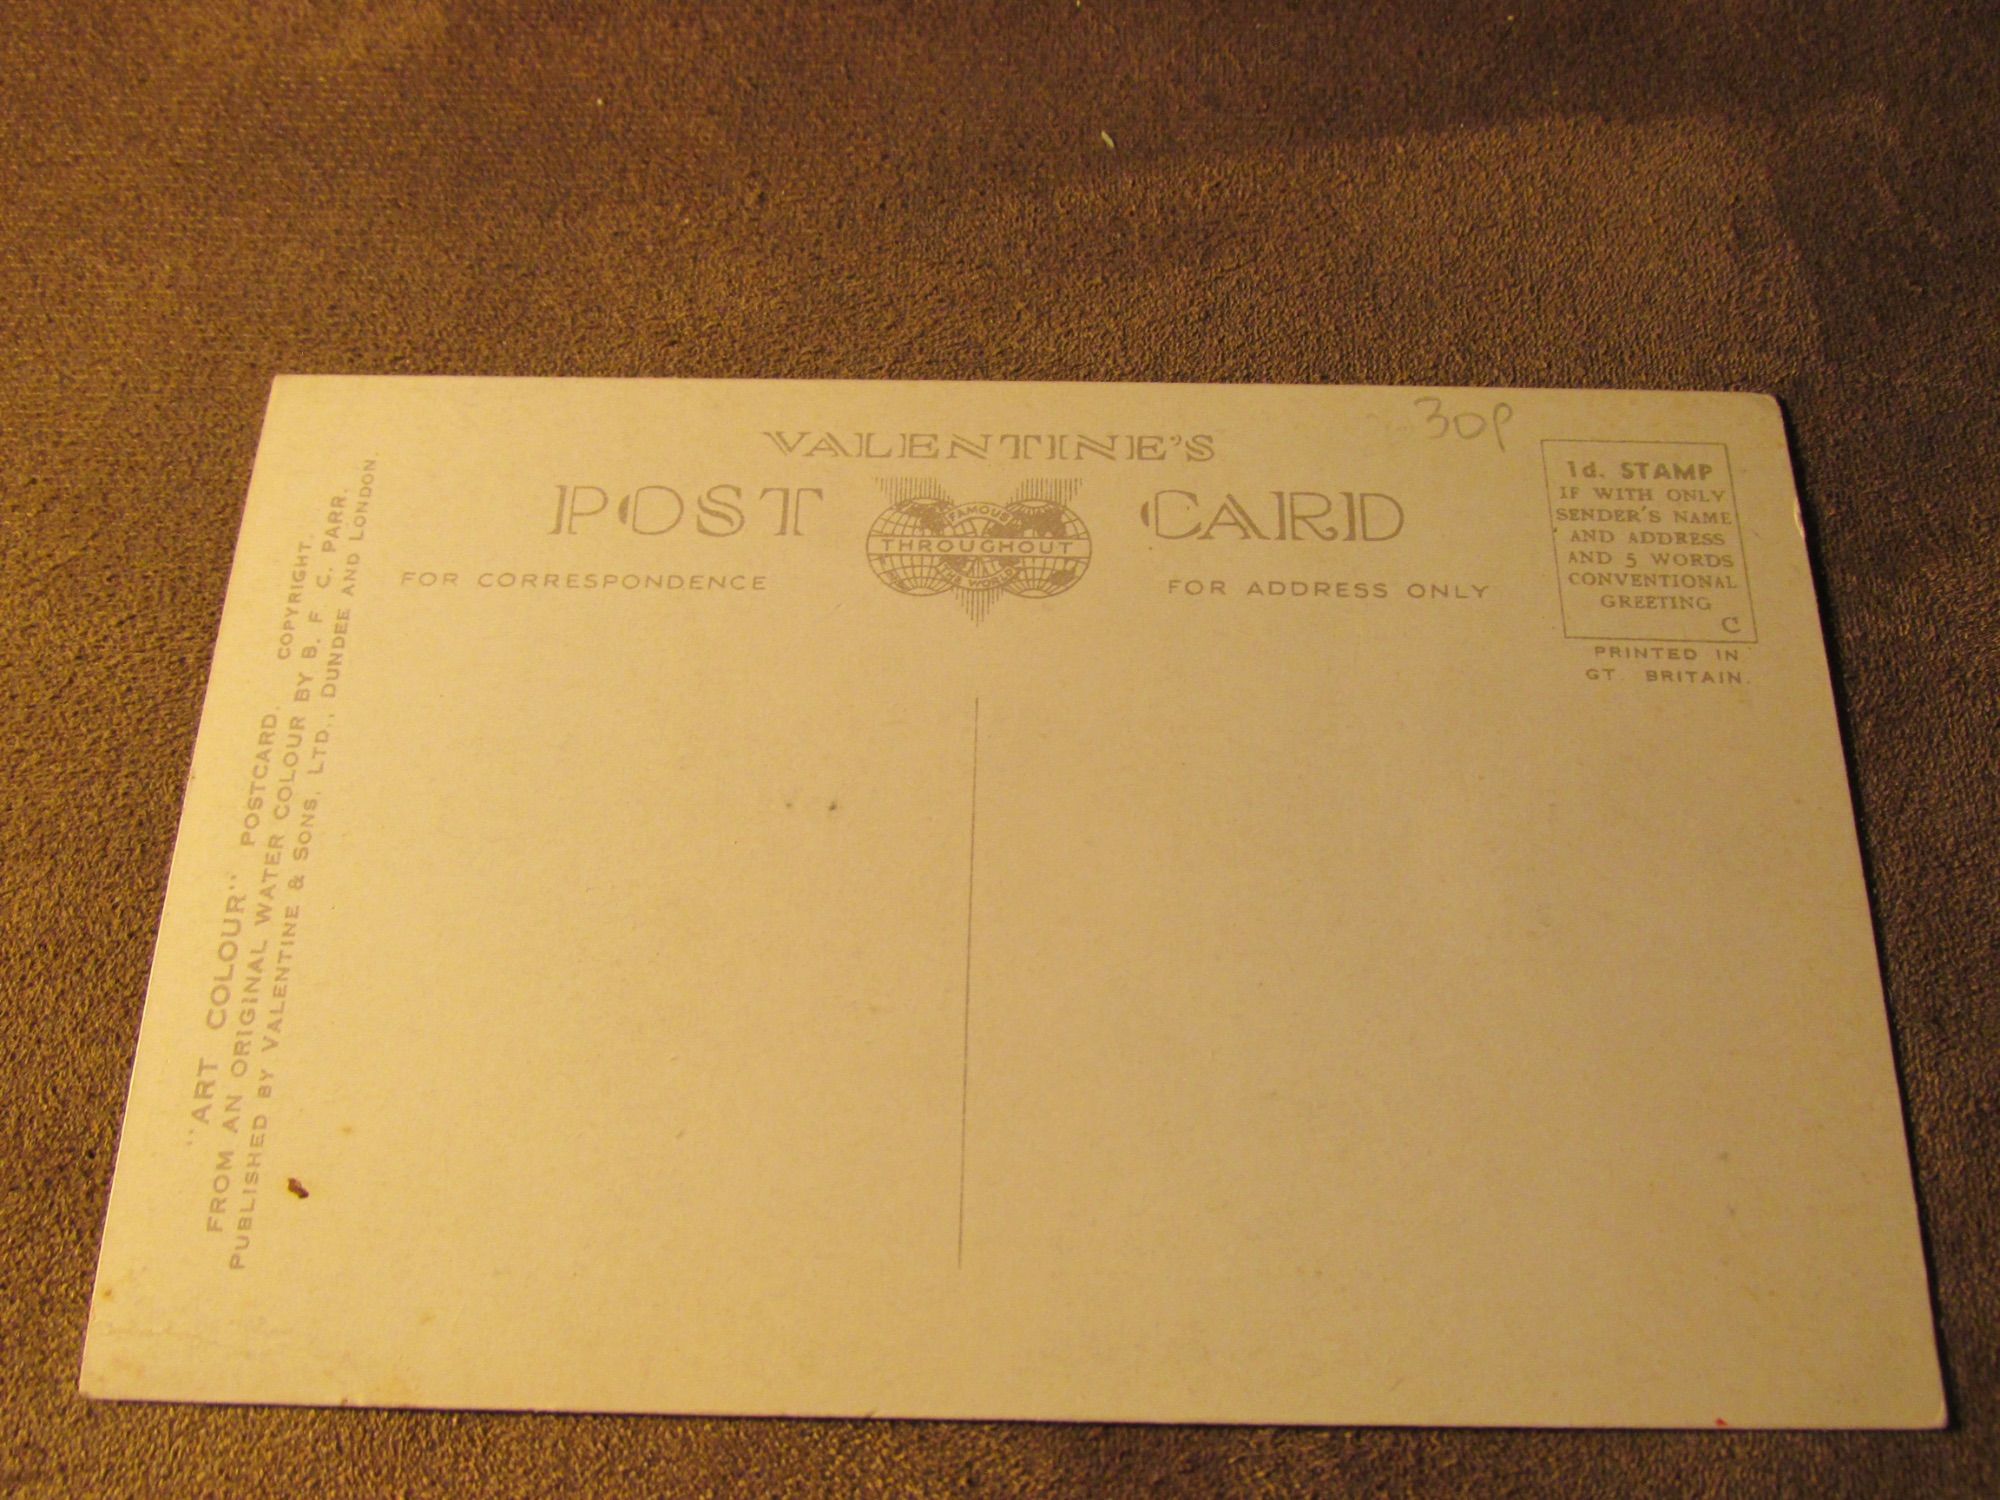 30p
VALENTINE'S
POST CARD
FAMOUS
THROUGHOUT
THE WORLD
FOR CORRESPONDENCE
FOR ADDRESS ONLY
1d. STAMP
IF WITH ONLY
SENDER'S NAME
AND ADDRESS
AND 5 WORDS
CONVENTIONAL
GREETING
C
PRINTED IN
GT. BRITAIN.
"ART COLOUR" POSTCARD. COPYRIGHT.
FROM AN ORIGINAL WATER COLOUR BY B. F. C. PARR.
PUBLISHED BY VALENTINE & SONS, LTD., DUNDEE AND LONDON.